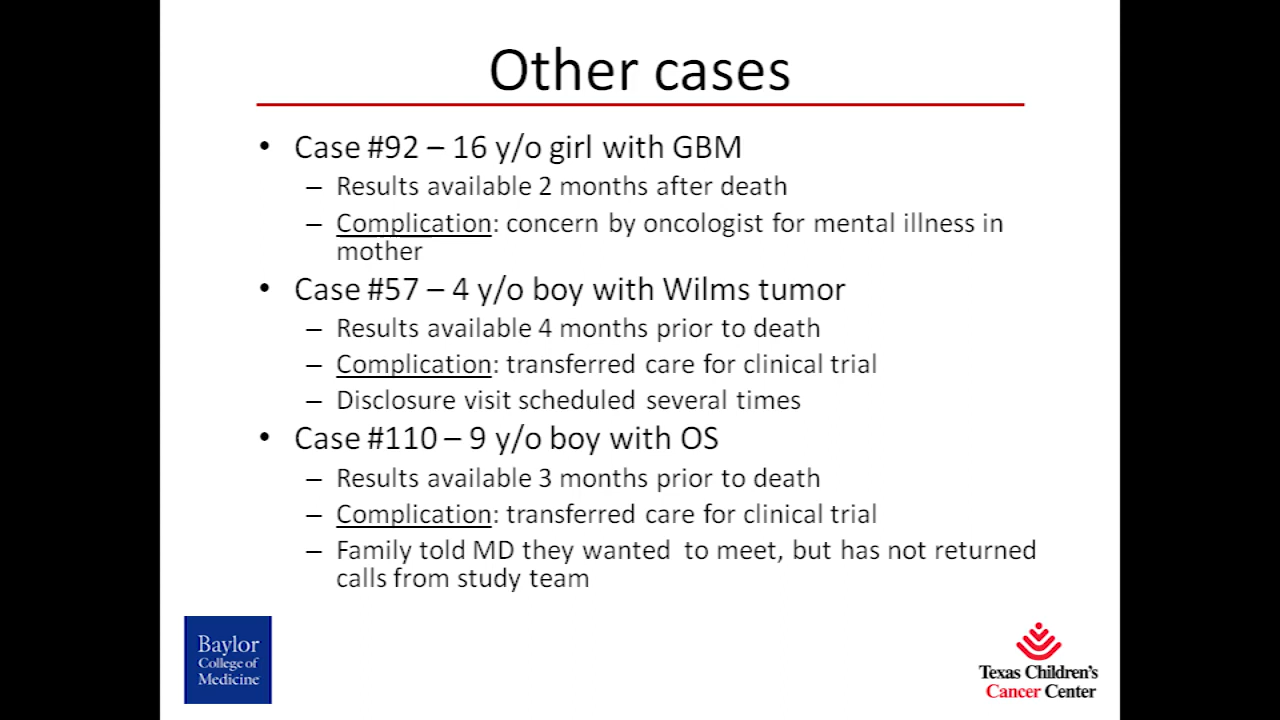 Other cases
• Case #92 – 16 y/o girl with GBM
– Results available 2 months after death
– Complication: concern by oncologist for mental illness in
mother
• Case #57 – 4 y/o boy with Wilms tumor
– Results available 4 months prior to death
– Complication: transferred care for clinical trial
– Disclosure visit scheduled several times
• Case #110 – 9 y/o boy with OS
– Results available 3 months prior to death
– Complication: transferred care for clinical trial
– Family told MD they wanted  to meet, but has not returned
calls from study team
Baylor
College of
Medicine
Texas Children's
Cancer Center